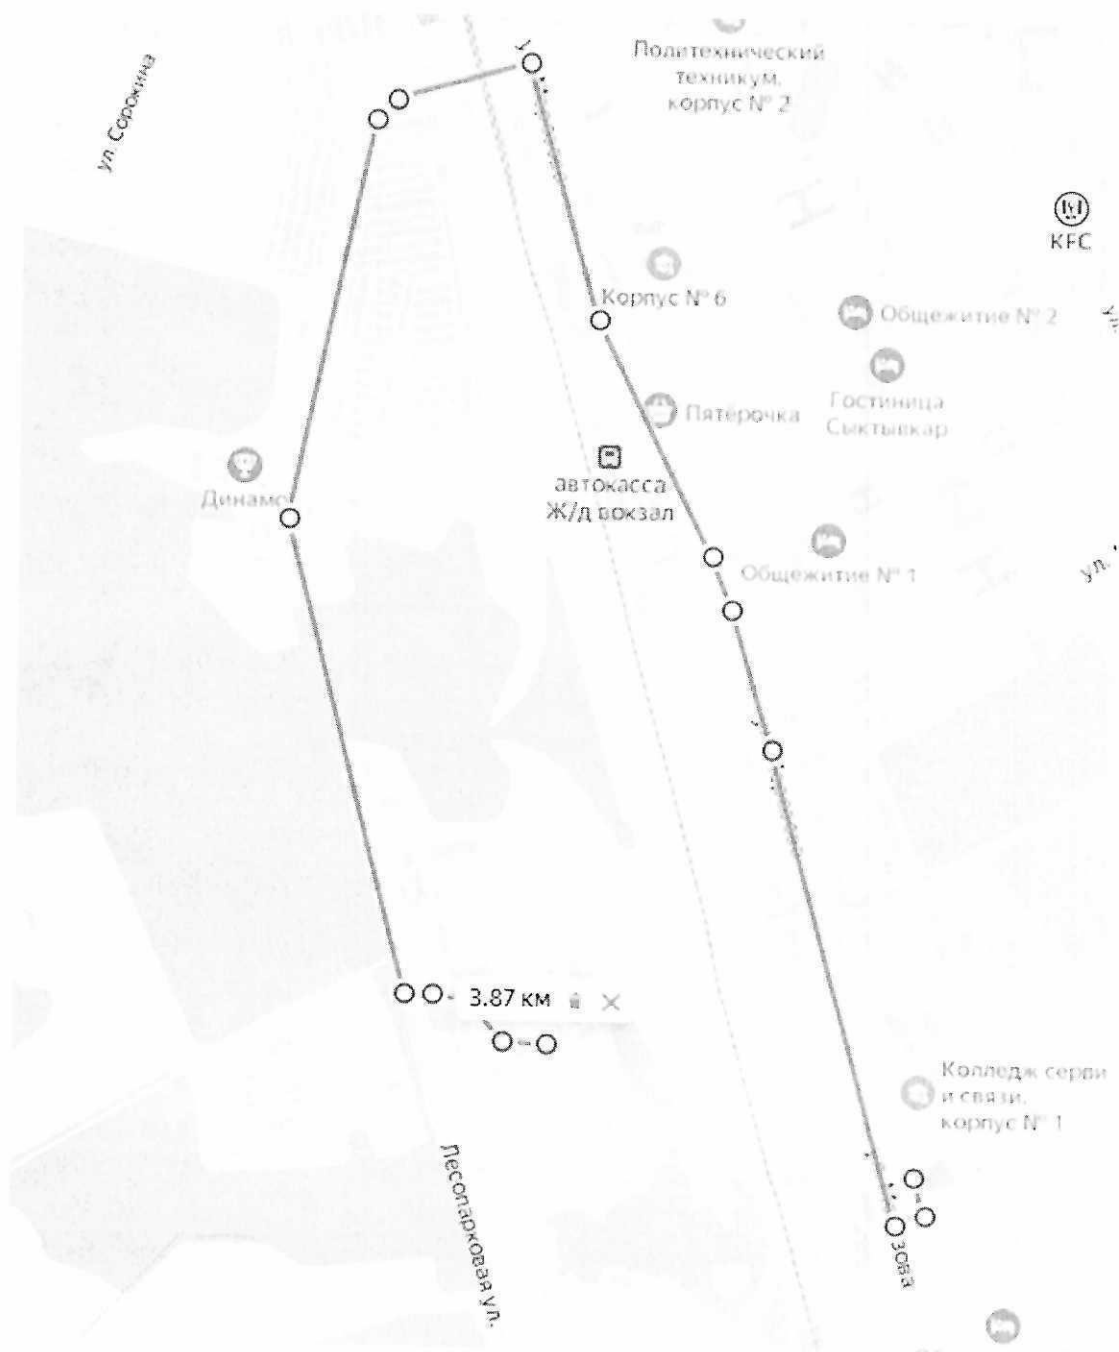 Политехнический
техникум,
корпус № 2
ул. Сорокина
KFC
Корпус № 6
Общежитие № 2
Гостиница
Сыктывкар
Пятёрочка
автокасса
Ж/д вокзал
Динамо
Общежитие № 1
ул.
3.87 км
Колледж серви
и связи,
корпус № 1
Лесопарковая ул.
зова